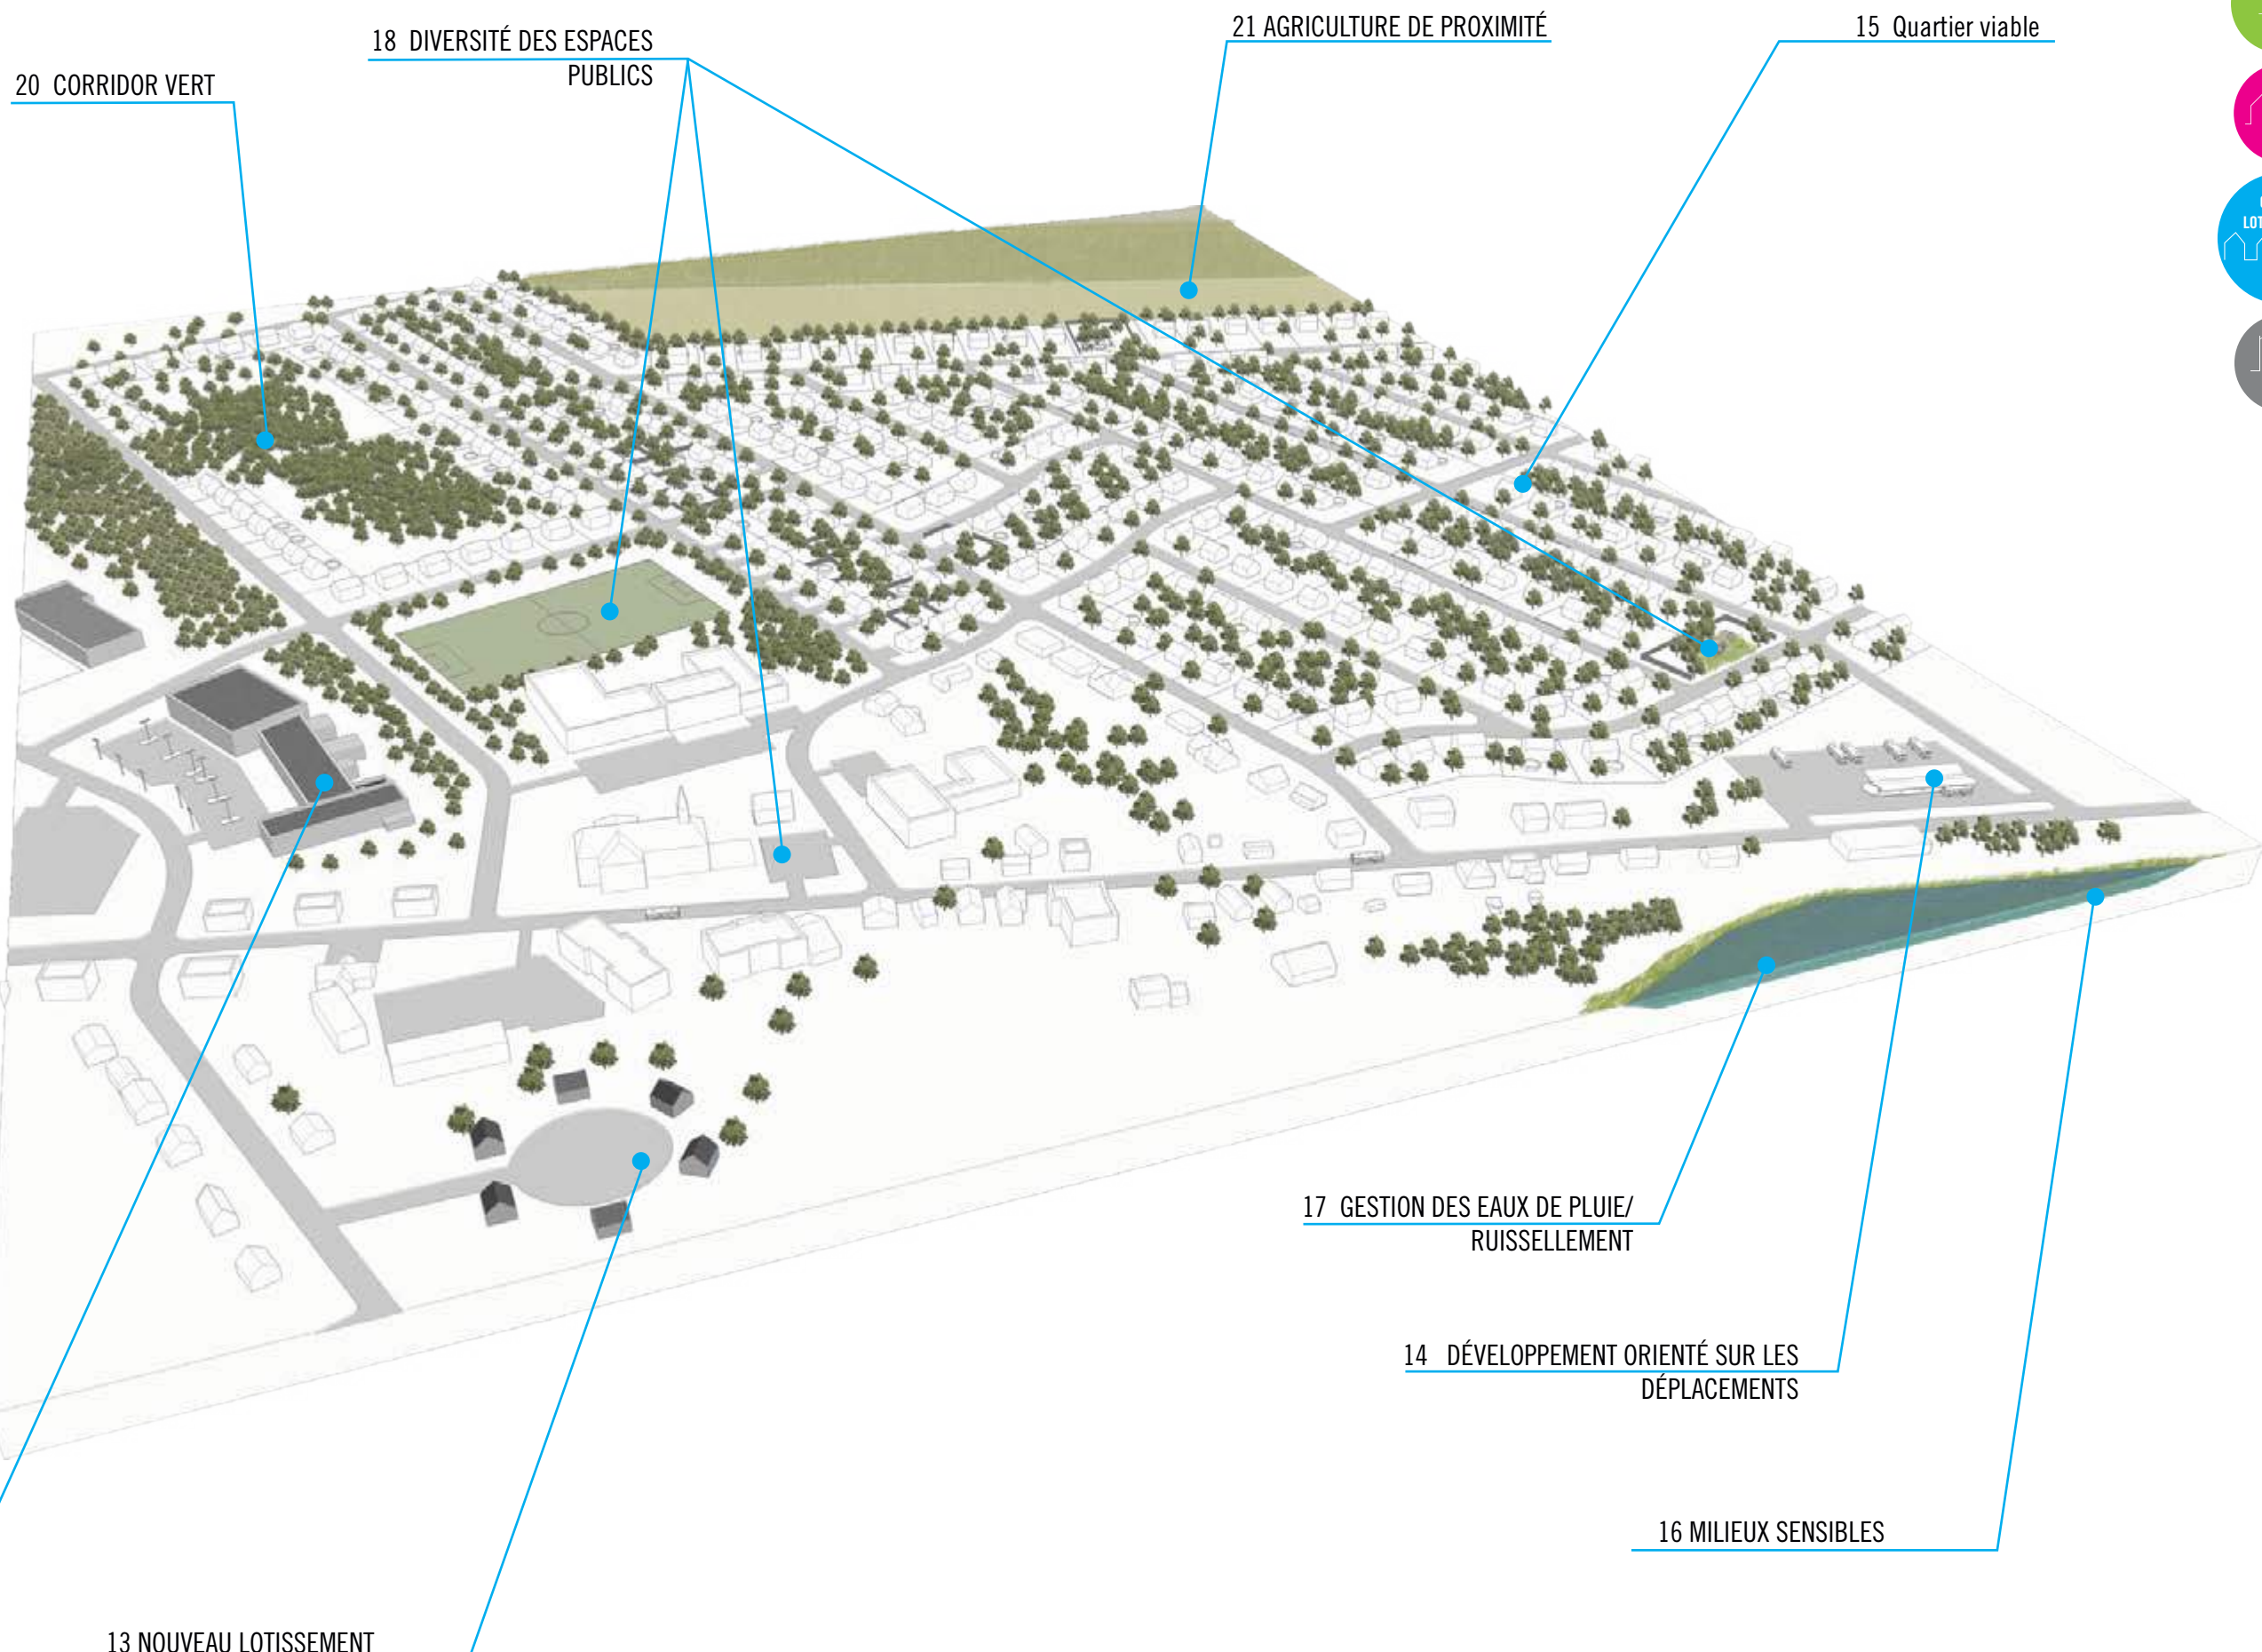 21 AGRICULTURE DE PROXIMITÉ
15 Quartier viable
18 DIVERSITÉ DES ESPACES
PUBLICS
20 CORRIDOR VERT
17 GESTION DES EAUX DE PLUIE/
RUISSELLEMENT
14 DÉVELOPPEMENT ORIENTÉ SUR LES
DÉPLACEMENTS
16 MILIEUX SENSIBLES
13 NOUVEAU LOTISSEMENT